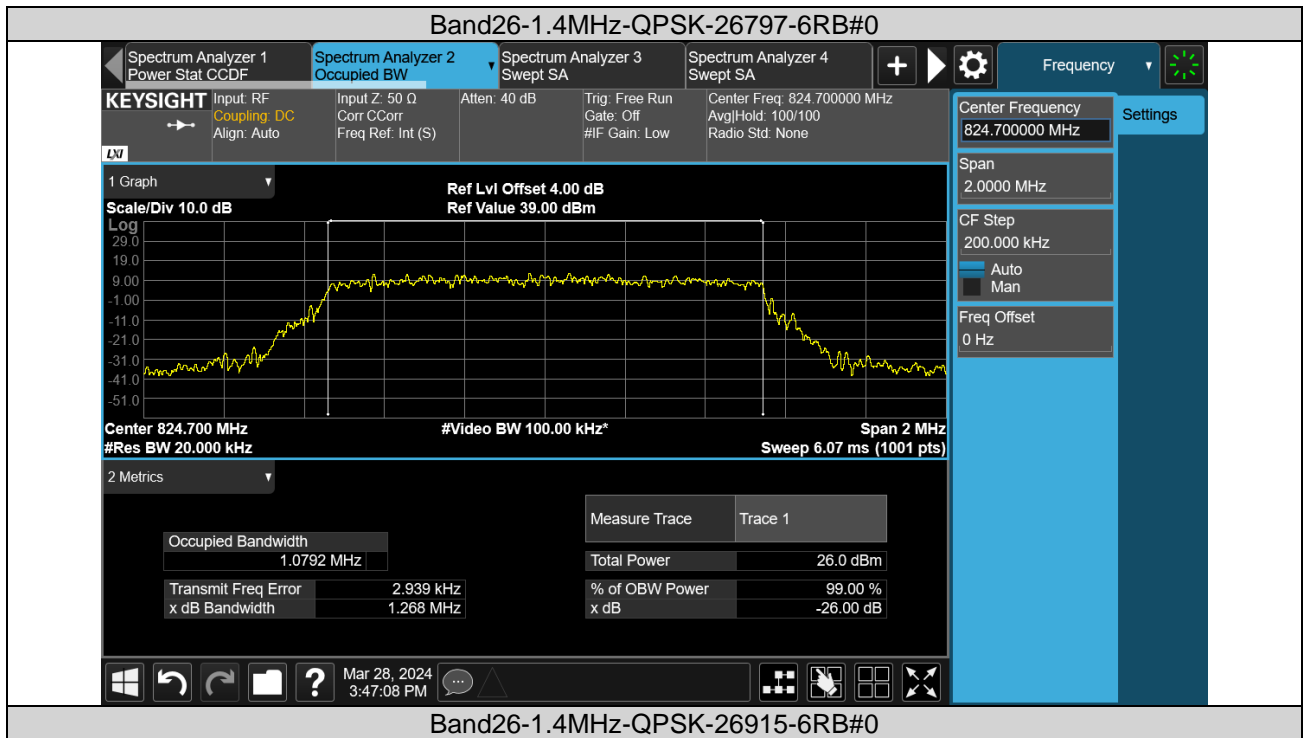 Band26-1.4MHz-QPSK-26797-6RB#0
Spectrum Analyzer 1
Power Stat CCDF
Spectrum Analyzer 2
Occupied BW
Spectrum Analyzer 3
Swept SA
Spectrum Analyzer 4
Swept SA
Frequency
KEYSIGHT
LXI
Input: RF
Coupling: DC
Align: Auto
Input Z: 50 Ω
Corr CCorr
Freq Ref: Int (S)
Atten: 40 dB
Trig: Free Run
Gate: Off
#IF Gain: Low
Center Freq: 824.700000 MHz
Avg|Hold: 100/100
Radio Std: None
Center Frequency
824.700000 MHz
Settings
Span
2.0000 MHz
CF Step
200.000 kHz
Auto
Man
Freq Offset
0 Hz
1 Graph
Scale/Div 10.0 dB
Ref Lvl Offset 4.00 dB
Ref Value 39.00 dBm
Log
29.0
19.0
9.00
-1.00
-11.0
-21.0
-31.0
-41.0
-51.0
Center 824.700 MHz
#Video BW 100.00 kHz*
Span 2 MHz
#Res BW 20.000 kHz
Sweep 6.07 ms (1001 pts)
2 Metrics
Measure Trace
Trace 1
Occupied Bandwidth
1.0792 MHz
Total Power
26.0 dBm
Transmit Freq Error
2.939 kHz
% of OBW Power
99.00 %
x dB Bandwidth
1.268 MHz
x dB
-26.00 dB
?
Mar 28, 2024
3:47:08 PM
Band26-1.4MHz-QPSK-26915-6RB#0